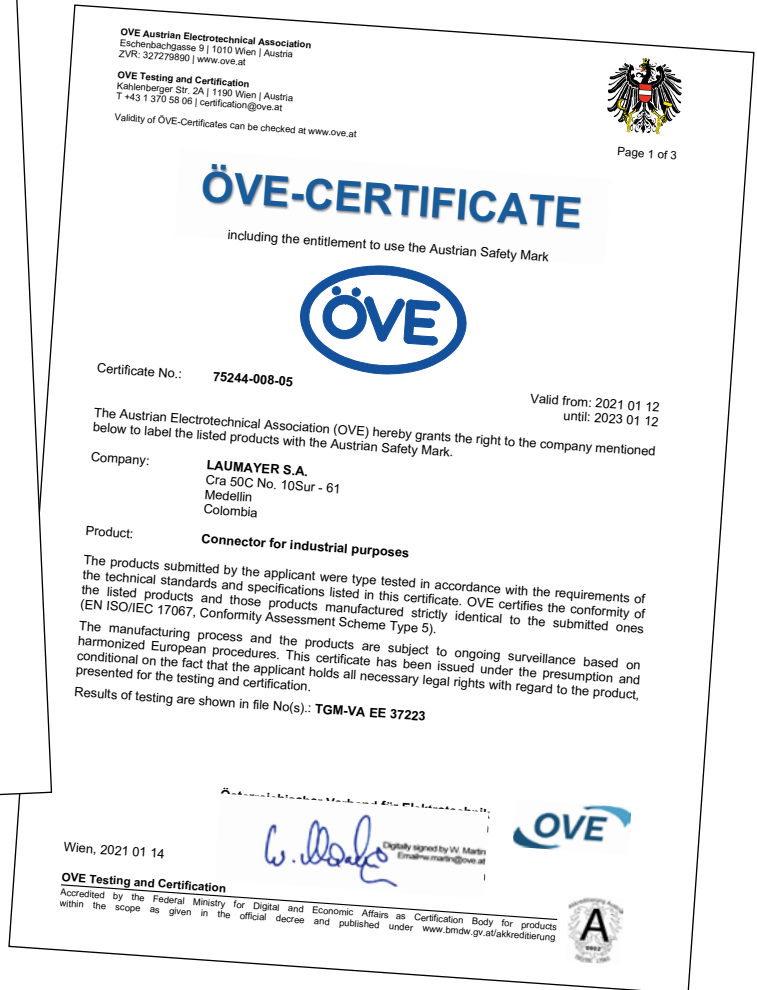 OVE Austrian Electrotechnical Association
Eschenbachgasse 9 | 1010 Wien | Austria
ZVR: 327279890 | www.ove.at
OVE Testing and Certification
Kahlenberger Str. 2A | 1190 Wien | Austria
T +43 1 370 58 06 | certification@ove.at
Validity of ÖVE-Certificates can be checked at www.ove.at
Page 1 of 3
ÖVE-CERTIFICATE
including the entitlement to use the Austrian Safety Mark
ÖVE
Certificate No.: 75244-008-05
Valid from: 2021 01 12
until: 2023 01 12
The Austrian Electrotechnical Association (OVE) hereby grants the right to the company mentioned
below to label the listed products with the Austrian Safety Mark.
Company: LAUMAYER S.A.
Cra 50C No. 10Sur - 61
Medellin
Colombia
Product: Connector for industrial purposes
The products submitted by the applicant were type tested in accordance with the requirements of
the technical standards and specifications listed in this certificate. OVE certifies the conformity of
the listed products and those products manufactured strictly identical to the submitted ones
(EN ISO/IEC 17067, Conformity Assessment Scheme Type 5).
The manufacturing process and the products are subject to ongoing surveillance based on
harmonized European procedures. This certificate has been issued under the presumption and
conditional on the fact that the applicant holds all necessary legal rights with regard to the product,
presented for the testing and certification.
Results of testing are shown in file No(s).: TGM-VA EE 37223
Österreichischer Verband für Elektrotechnik
W. Martin
Digitally signed by W. Martin
Email=w.martin@ove.at
OVE
Wien, 2021 01 14
OVE Testing and Certification
Accredited by the Federal Ministry for Digital and Economic Affairs as Certification Body for products
within the scope as given in the official decree and published under www.bmdw.gv.at/akkreditierung
A